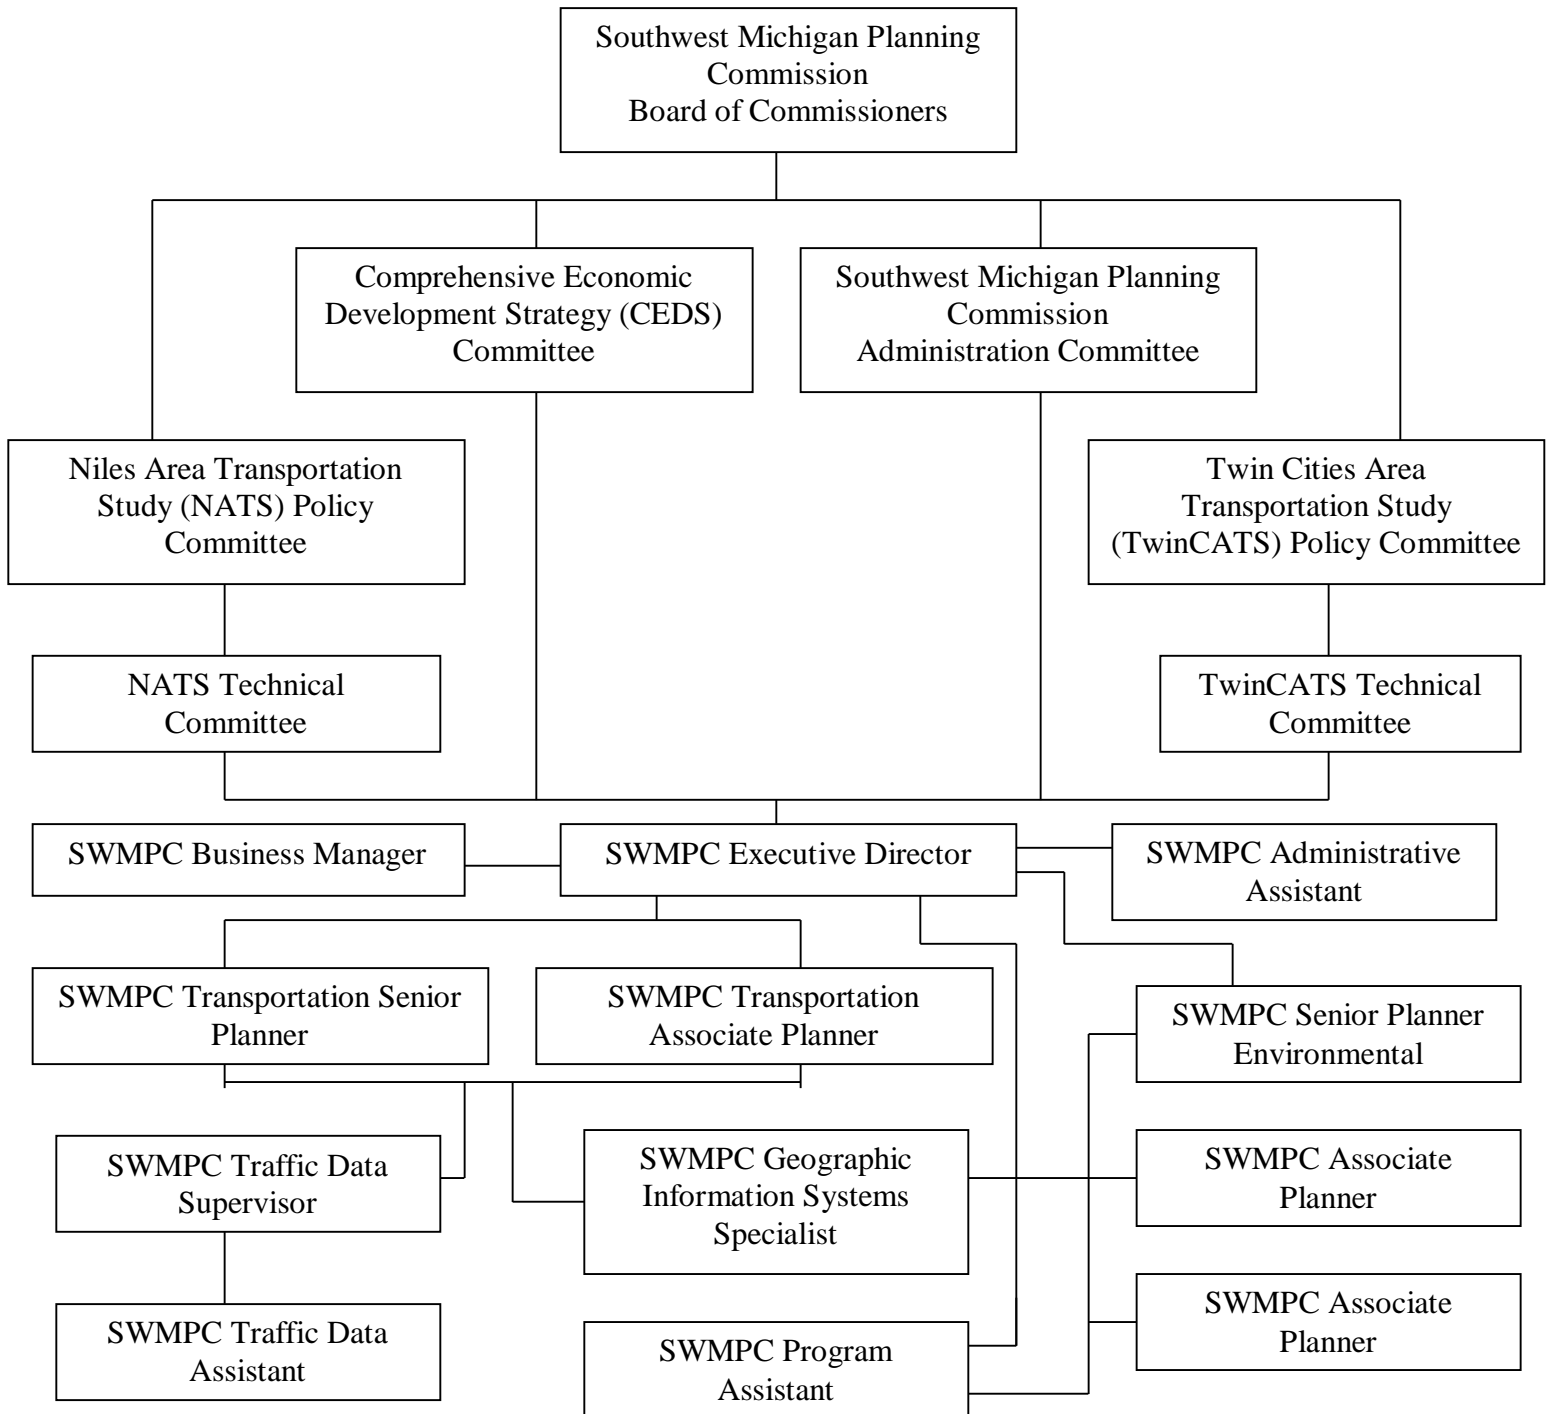 Southwest Michigan Planning
Commission
Board of Commissioners
Comprehensive Economic
Development Strategy (CEDS)
Committee
Southwest Michigan Planning
Commission
Administration Committee
Niles Area Transportation
Study (NATS) Policy
Committee
Twin Cities Area
Transportation Study
(TwinCATS) Policy Committee
NATS Technical
Committee
TwinCATS Technical
Committee
SWMPC Business Manager
SWMPC Executive Director
SWMPC Administrative
Assistant
SWMPC Transportation Senior
Planner
SWMPC Transportation
Associate Planner
SWMPC Senior Planner
Environmental
SWMPC Traffic Data
Supervisor
SWMPC Geographic
Information Systems
Specialist
SWMPC Associate
Planner
SWMPC Traffic Data
Assistant
SWMPC Program
Assistant
SWMPC Associate
Planner